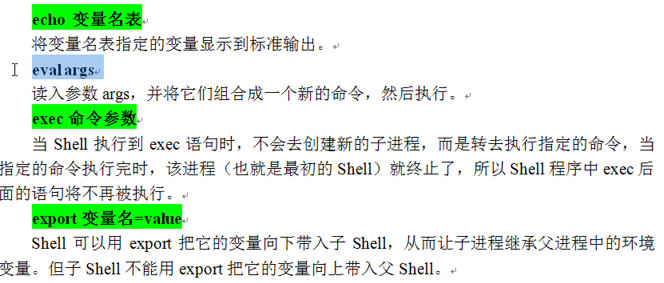 echo 变量名表
将变量名表指定的变量显示到标准输出。
eval args
读入参数 args，并将它们组合成一个新的命令，然后执行。
exec 命令参数
当 Shell 执行到 exec 语句时，不会去创建新的子进程，而是转去执行指定的命令，当
指定的命令执行完时，该进程（也就是最初的 Shell）就终止了，所以 Shell 程序中 exec 后
面的语句将不再被执行。
export 变量名=value
Shell 可以用 export 把它的变量向下带入子 Shell，从而让子进程继承父进程中的环境
变量。但子 Shell 不能用 export 把它的变量向上带入父 Shell。